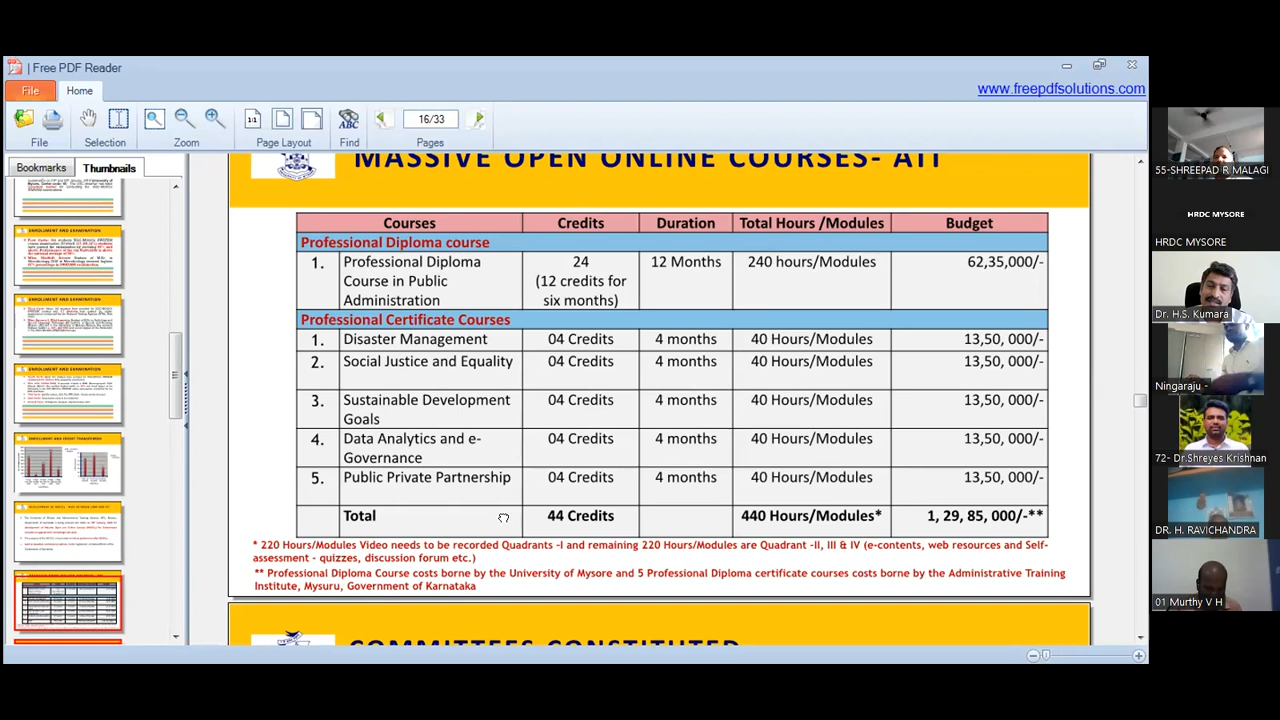 | Free PDF Reader
File
Home
www.freepdfsolutions.com
16/33
File
Selection
Zoom
Page Layout
Find
Pages
Bookmarks
Thumbnails
MASSIVE OPEN ONLINE COURSES- ATI
Courses Credits Duration Total Hours /Modules Budget
Professional Diploma course
1. Professional Diploma 24 12 Months 240 hours/Modules 62,35,000/-
Course in Public (12 credits for
Administration six months)
Professional Certificate Courses
1. Disaster Management 04 Credits 4 months 40 Hours/Modules 13,50, 000/-
2. Social Justice and Equality 04 Credits 4 months 40 Hours/Modules 13,50, 000/-
3. Sustainable Development 04 Credits 4 months 40 Hours/Modules 13,50, 000/-
Goals
4. Data Analytics and e- 04 Credits 4 months 40 Hours/Modules 13,50, 000/-
Governance
5. Public Private Partnership 04 Credits 4 months 40 Hours/Modules 13,50, 000/-
Total 44 Credits 440 Hours/Modules* 1, 29, 85, 000/-**
* 220 Hours/Modules Video needs to be recorded Quadrants -I and remaining 220 Hours/Modules are Quadrant -II, III & IV (e-contents, web resources and Self-
assessment - quizzes, discussion forum etc.)
** Professional Diploma Course costs borne by the University of Mysore and 5 Professional Diploma certificate courses costs borne by the Administrative Training
Institute, Mysuru, Government of Karnataka
COMMITTEES CONSTITUTED
ENROLLMENT AND EXAMINATION
ENROLLMENT AND EXAMINATION
ENROLLMENT AND EXAMINATION
55-SHREEPAD R MALAGI
HRDC MYSORE
HRDC MYSORE
Dr. H.S. Kumara
Ningaraju -
72- Dr.Shreyes Krishnan
DR. H. RAVICHANDRA
01 Murthy V H